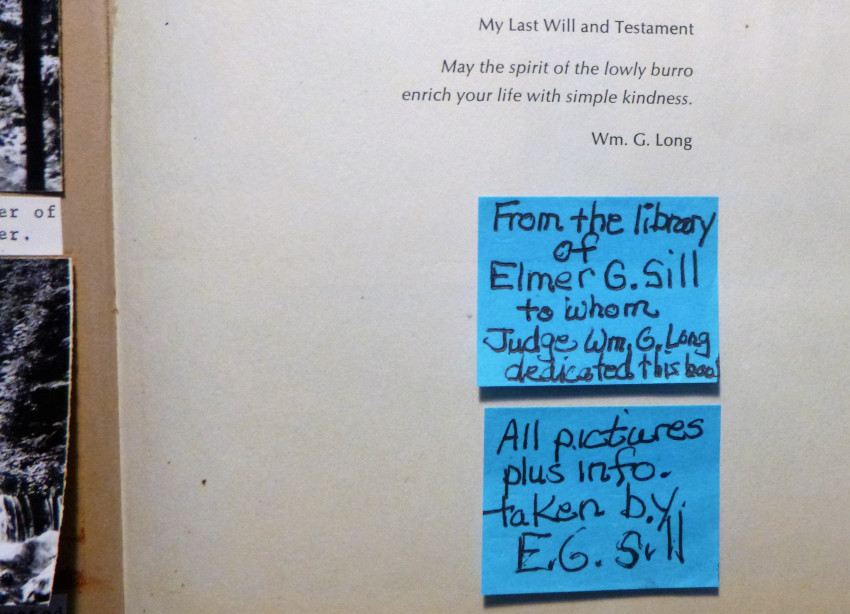 My Last Will and Testament
May the spirit of the lowly burro
enrich your life with simple kindness.
Wm. G. Long
er of
er.
From the library
of
Elmer G. Sill
to whom
Judge Wm. G. Long
dedicated this book
All pictures
plus info.
taken by
E.G. Sill